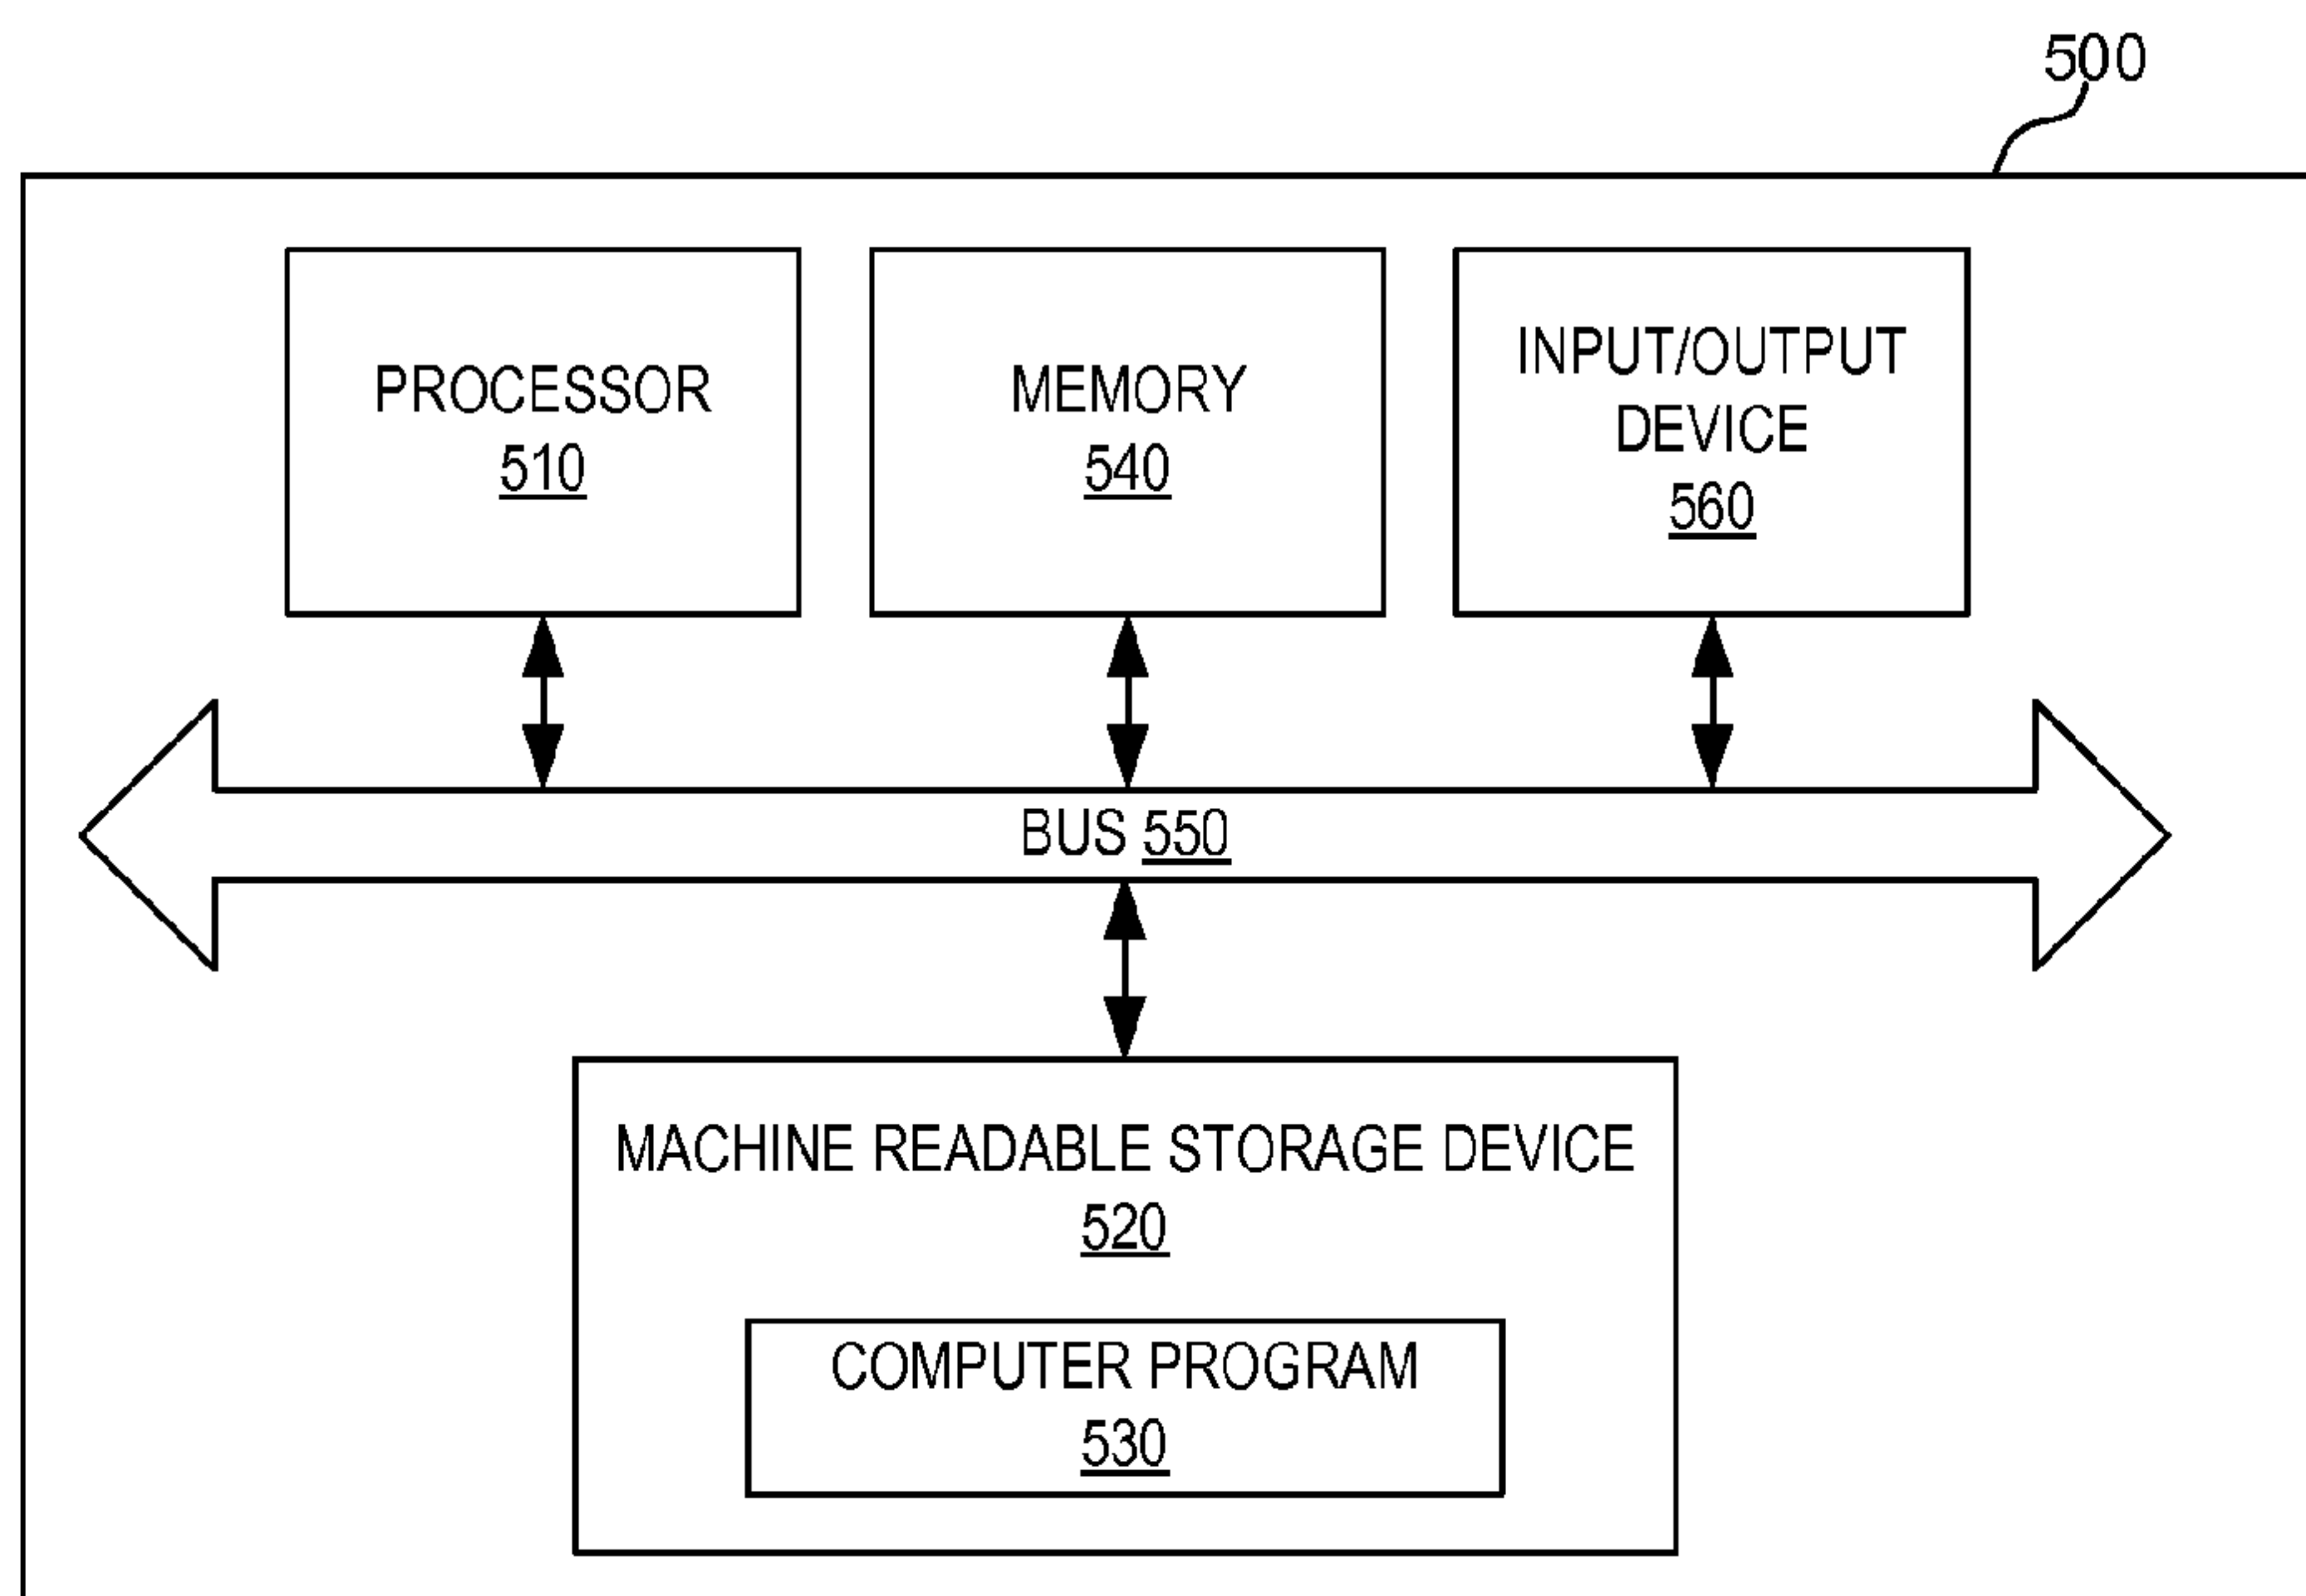 500
PROCESSOR
510
MEMORY
540
INPUT/OUTPUT
DEVICE
560
BUS 550
MACHINE READABLE STORAGE DEVICE
520
COMPUTER PROGRAM
530